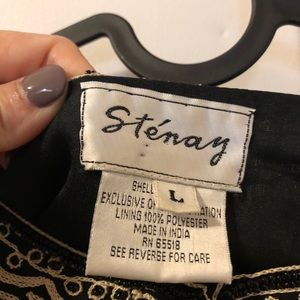 Sténay
SHELL
L
EXCLUSIVE OF
LINING 100% POLYESTER
MADE IN INDIA
RN 65518
SEE REVERSE FOR CARE